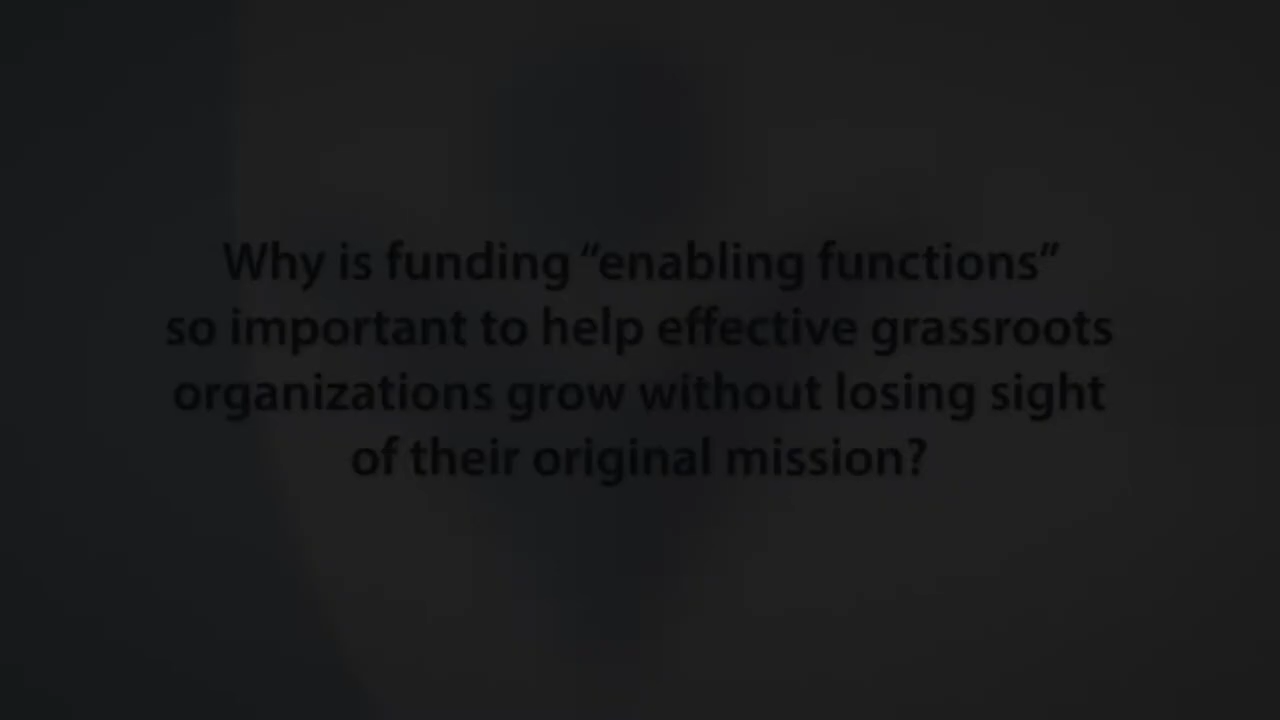 Why is funding “enabling functions”
so important to help effective grassroots
organizations grow without losing sight
of their original mission?